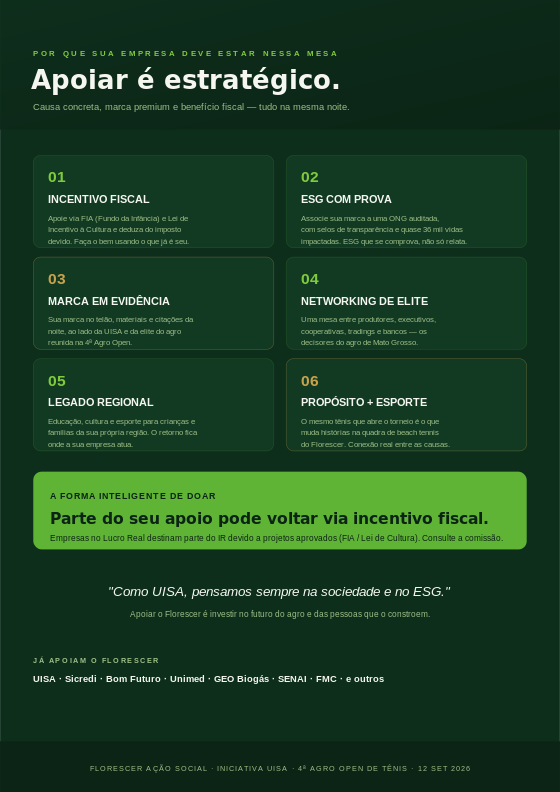 POR QUE SUA EMPRESA DEVE ESTAR NESSA MESA
Apoiar é estratégico.
Causa concreta, marca premium e benefício fiscal — tudo na mesma noite.
01
INCENTIVO FISCAL
Apoie via FIA (Fundo da Infância) e Lei de
Incentivo à Cultura e deduza do imposto
devido. Faça o bem usando o que já é seu.
02
ESG COM PROVA
Associe sua marca a uma ONG auditada,
com selos de transparência e quase 36 mil vidas
impactadas. ESG que se comprova, não só relata.
03
MARCA EM EVIDÊNCIA
Sua marca no telão, materiais e citações da
noite, ao lado da UISA e da elite do agro
reunida na 4ª Agro Open.
04
NETWORKING DE ELITE
Uma mesa entre produtores, executivos,
cooperativas, tradings e bancos — os
decisores do agro de Mato Grosso.
05
LEGADO REGIONAL
Educação, cultura e esporte para crianças e
famílias da sua própria região. O retorno fica
onde a sua empresa atua.
06
PROPÓSITO + ESPORTE
O mesmo tênis que abre o torneio é o que
muda histórias na quadra de beach tennis
do Florescer. Conexão real entre as causas.
A FORMA INTELIGENTE DE DOAR
Parte do seu apoio pode voltar via incentivo fiscal.
Empresas no Lucro Real destinam parte do IR devido a projetos aprovados (FIA / Lei de Cultura). Consulte a comissão.
"Como UISA, pensamos sempre na sociedade e no ESG."
Apoiar o Florescer é investir no futuro do agro e das pessoas que o constroem.
JÁ APOIAM O FLORESCER
UISA · Sicredi · Bom Futuro · Unimed · GEO Biogás · SENAI · FMC · e outros
FLORESCER AÇÃO SOCIAL · INICIATIVA UISA · 4ª AGRO OPEN DE TÊNIS · 12 SET 2026